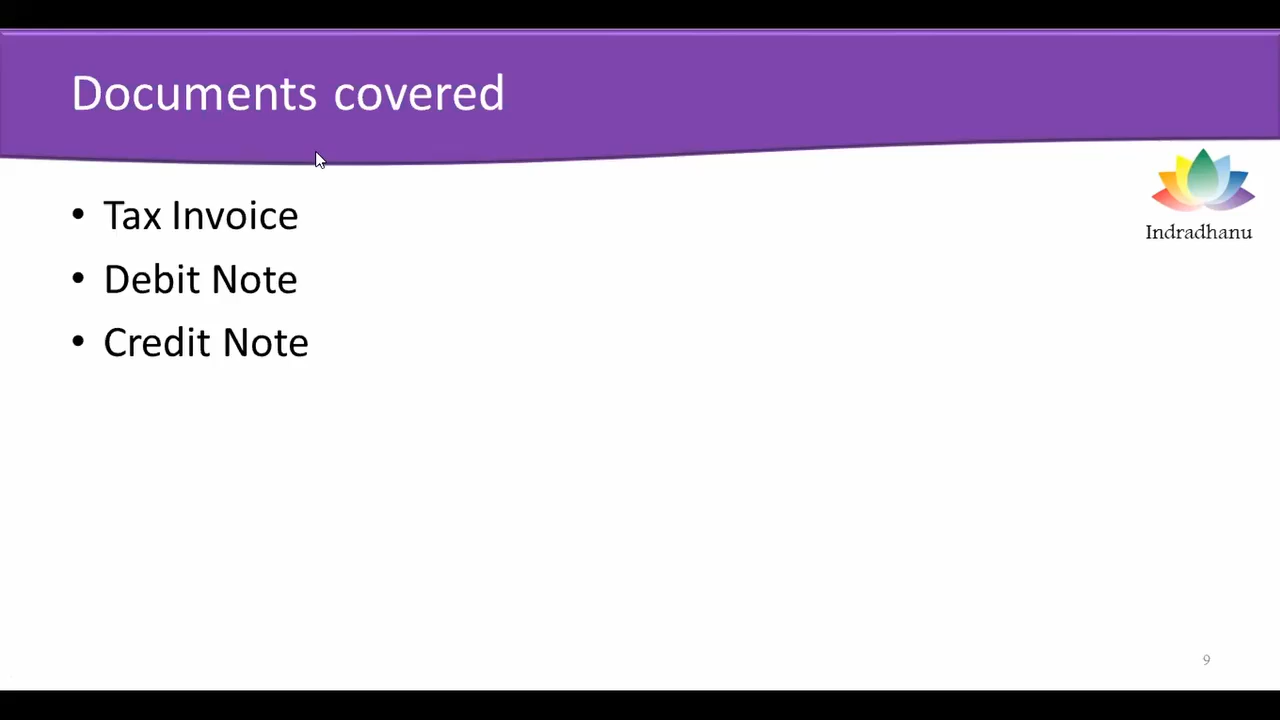 Documents covered
Indradhanu
• Tax Invoice
• Debit Note
• Credit Note
9